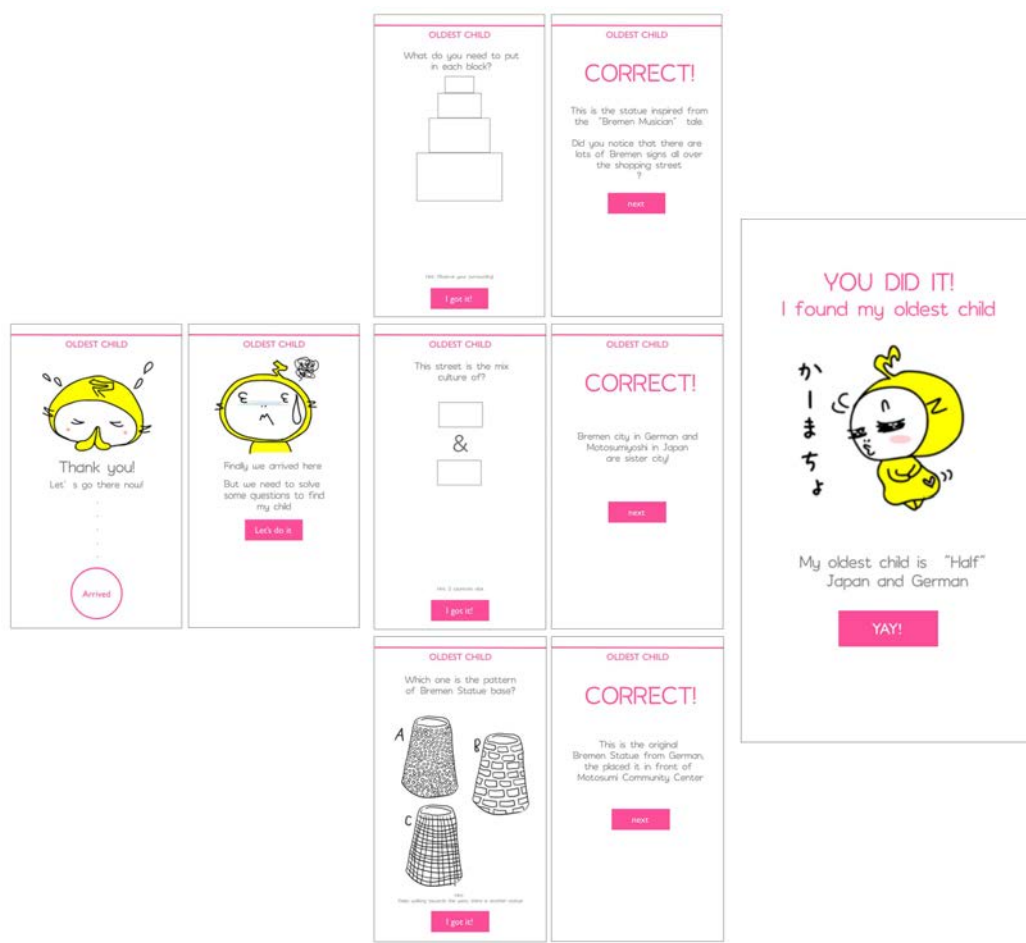 OLDEST CHILD
Thank you!
Let's go there now!
Arrived
OLDEST CHILD
Finally we arrived here
But we need to solve
some questions to find
my child
Let's do it
OLDEST CHILD
What do you need to put
in each block?
Hint: Observe your surrounding
I got it!
OLDEST CHILD
CORRECT!
This is the statue inspired from
the "Bremen Musician" tale.
Did you notice that there are
lots of Bremen signs all over
the shopping street
?
next
OLDEST CHILD
This street is the mix
culture of?
&
I got it!
OLDEST CHILD
CORRECT!
Bremen city in German and
Motosumiyoshi in Japan
are sister city!
next
OLDEST CHILD
Which one is the pattern
of Bremen Statue base?
A
B
C
I got it!
OLDEST CHILD
CORRECT!
This is the original
Bremen Statue from German,
the placed it in front of
Motosumi Community Center
next
YOU DID IT!
I found my oldest child
かーまちょ
My oldest child is "Half"
Japan and German
YAY!